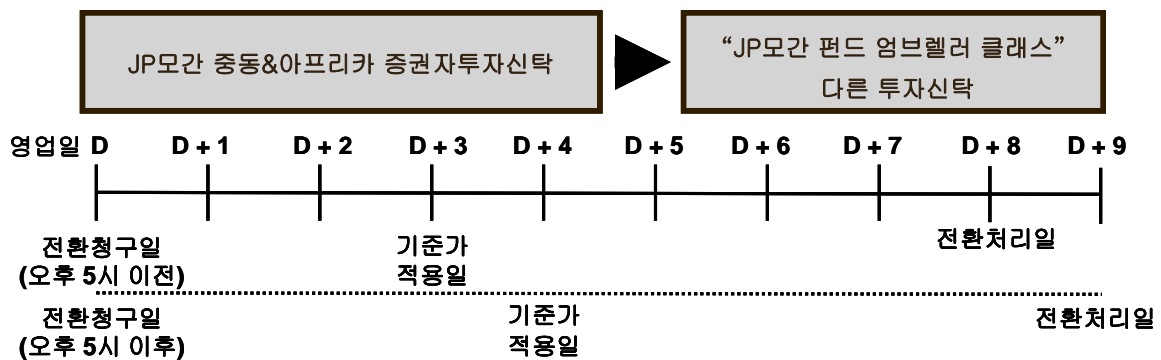 JP모간 중동&아프리카 증권자투자신탁
“JP모간 펀드 엄브렐러 클래스”
다른 투자신탁
영업일 D D + 1 D + 2 D + 3 D + 4 D + 5 D + 6 D + 7 D + 8 D + 9
전환청구일 기준가 전환처리일
(오후 5시 이전) 적용일
전환청구일 기준가 전환처리일
(오후 5시 이후) 적용일